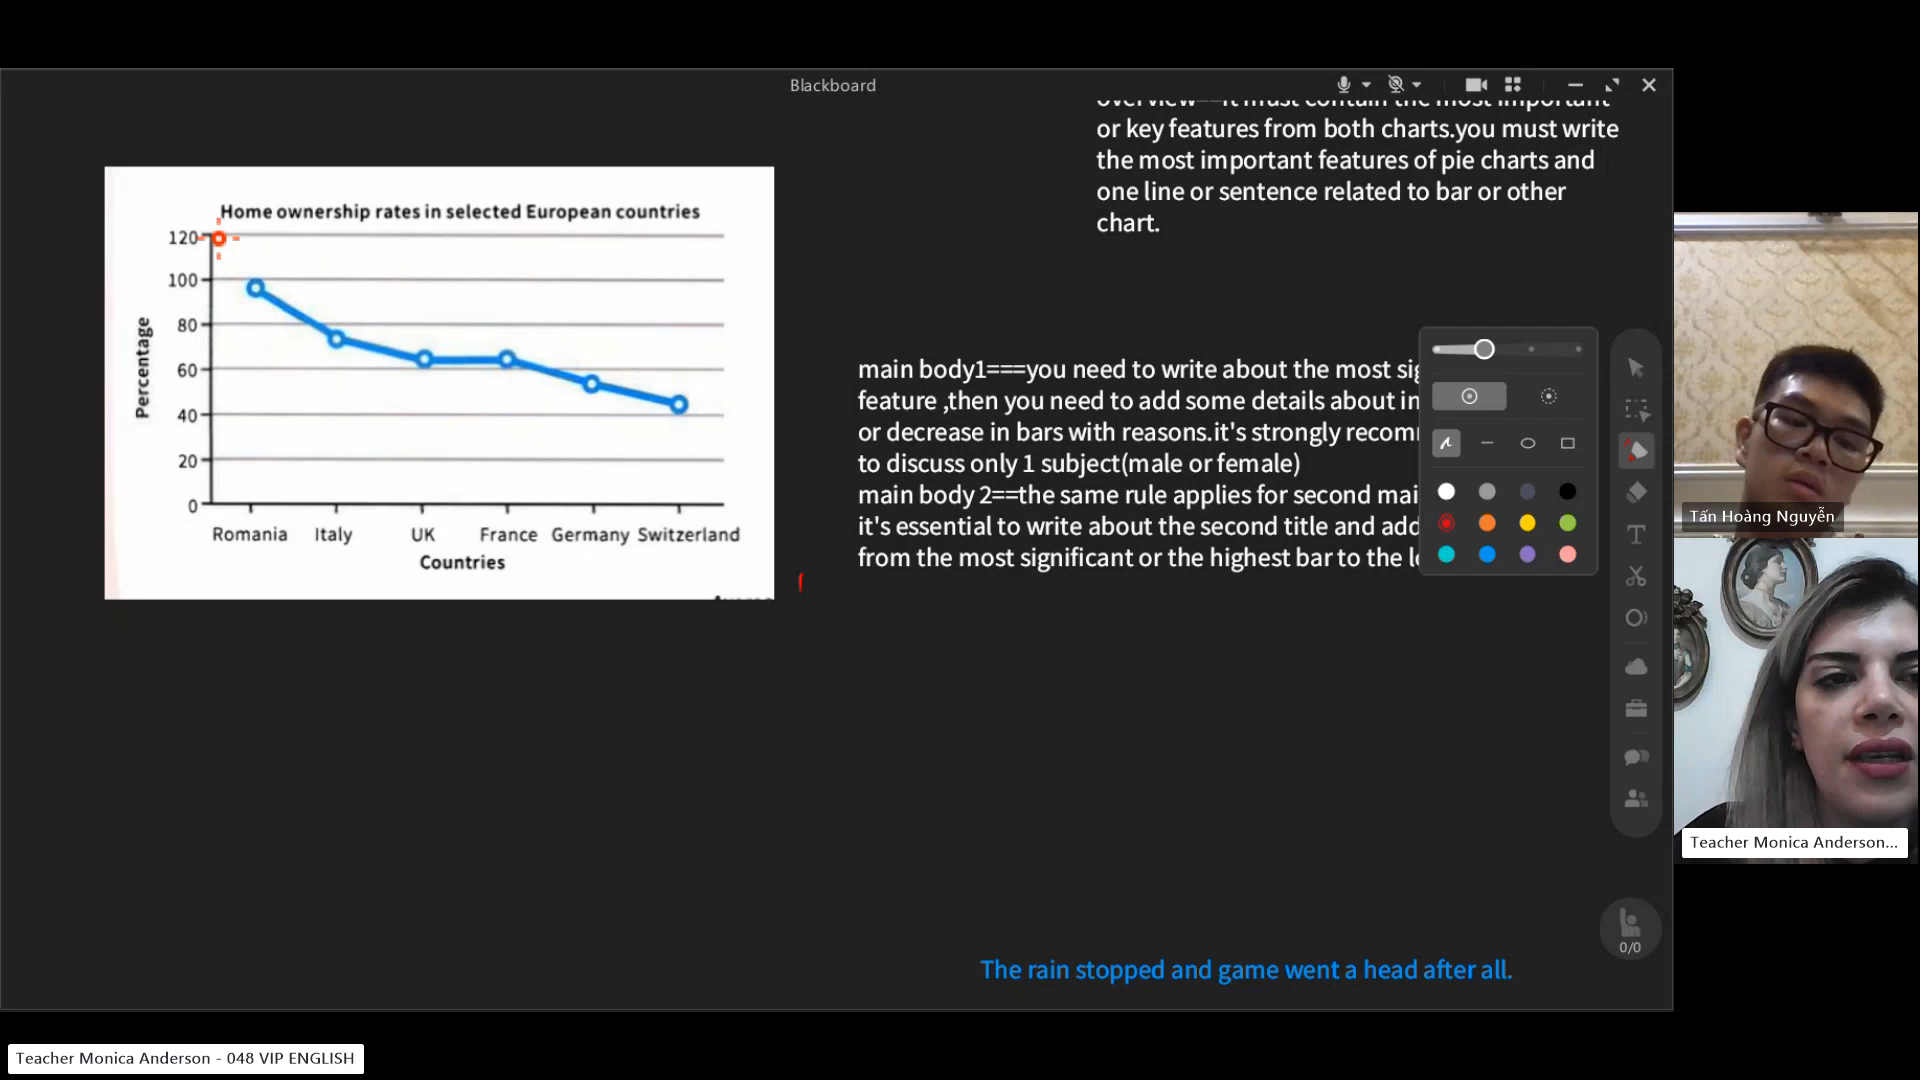 Blackboard
overview==it must contain the most important
or key features from both charts.you must write
the most important features of pie charts and
one line or sentence related to bar or other
chart.
Home ownership rates in selected European countries
120
100
80
60
40
20
0
Percentage
Romania Italy UK France Germany Switzerland
Countries
main body1===you need to write about the most
feature ,then you need to add some details about
or decrease in bars with reasons.it's strongly
to discuss only 1 subject(male or female)
main body 2==the same rule applies for second
it's essential to write about the second title and add
from the most significant or the highest bar to the
Tấn Hoàng Nguyễn
Teacher Monica Anderson...
0/0
The rain stopped and game went a head after all.
Teacher Monica Anderson - 048 VIP ENGLISH